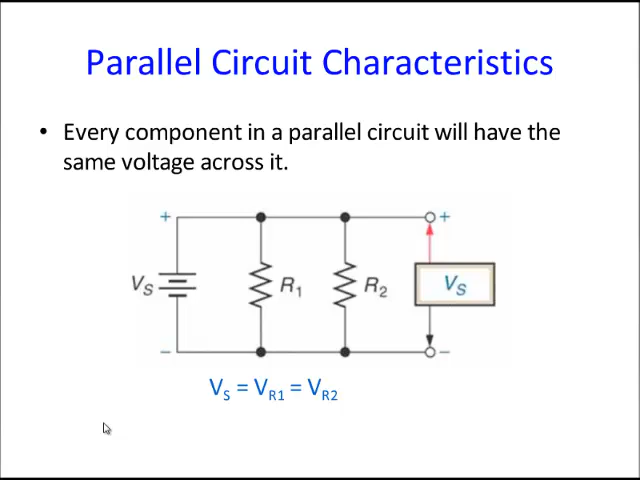 Parallel Circuit Characteristics
• Every component in a parallel circuit will have the
same voltage across it.
+ +
VS R1 R2 VS
− −
VS = VR1 = VR2